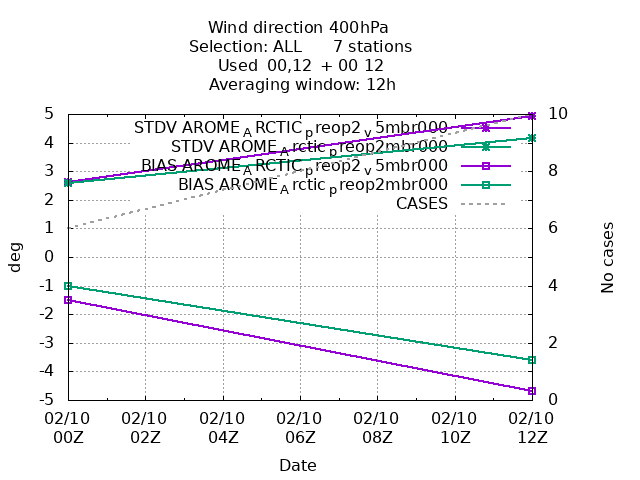 Wind direction 400hPa
Selection: ALL 7 stations
Used 00,12 + 00 12
Averaging window: 12h
STDV AROME_ARCTIC_preop2_v5mbr000
STDV AROME_Arctic_preop2mbr000
BIAS AROME_ARCTIC_preop2_v5mbr000
BIAS AROME_Arctic_preop2mbr000
CASES
5
4
3
2
1
0
-1
-2
-3
-4
-5
deg
10
8
6
4
2
0
No cases
02/10 02/10 02/10 02/10 02/10 02/10 02/10
00Z 02Z 04Z 06Z 08Z 10Z 12Z
Date